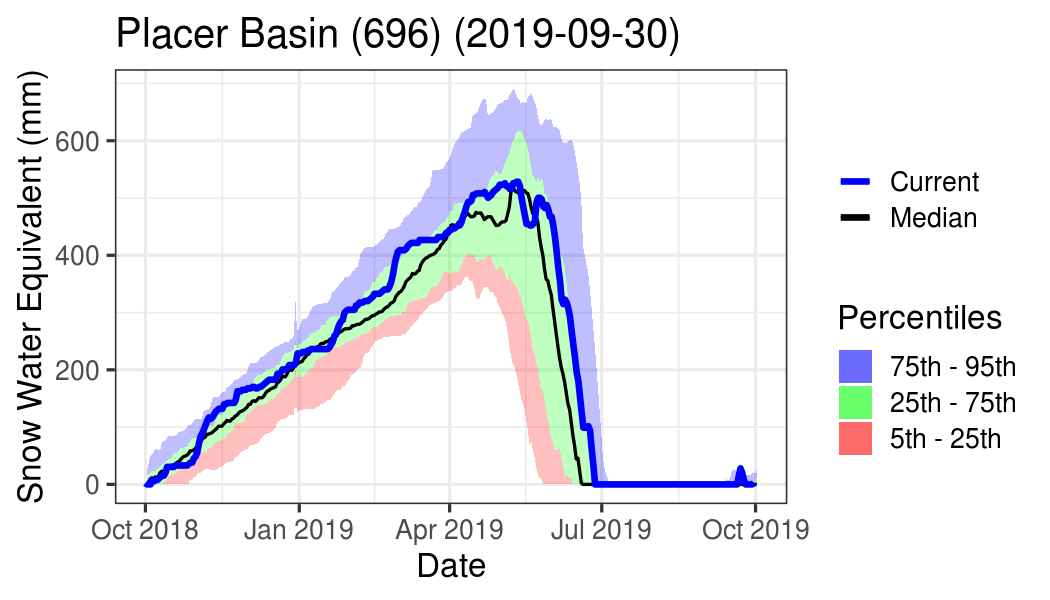 Placer Basin (696) (2019-09-30)
Snow Water Equivalent (mm)
600
400
200
0
Oct 2018
Jan 2019
Apr 2019
Jul 2019
Oct 2019
Date
Current
Median
Percentiles
75th - 95th
25th - 75th
5th - 25th